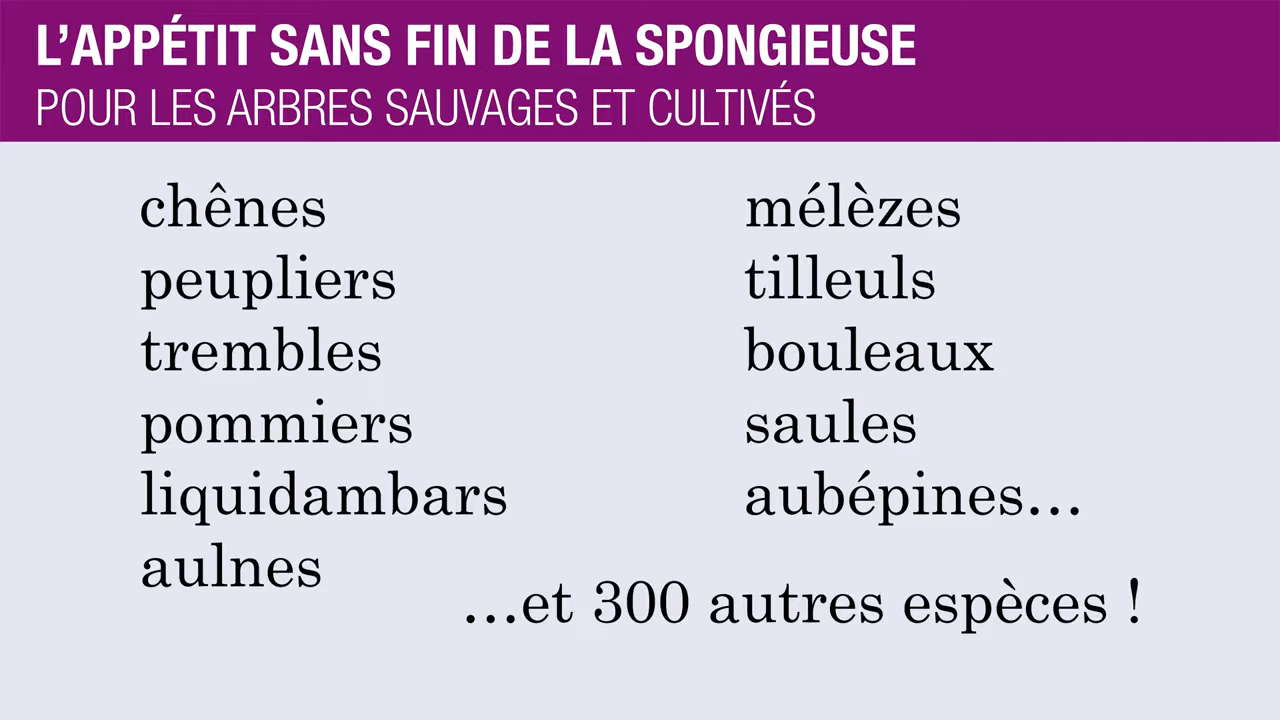 L’APPÉTIT SANS FIN DE LA SPONGIEUSE
POUR LES ARBRES SAUVAGES ET CULTIVÉS
chênes
peupliers
trembles
pommiers
liquidambars
aulnes
mélèzes
tilleuls
bouleaux
saules
aubépines…
…et 300 autres espèces !